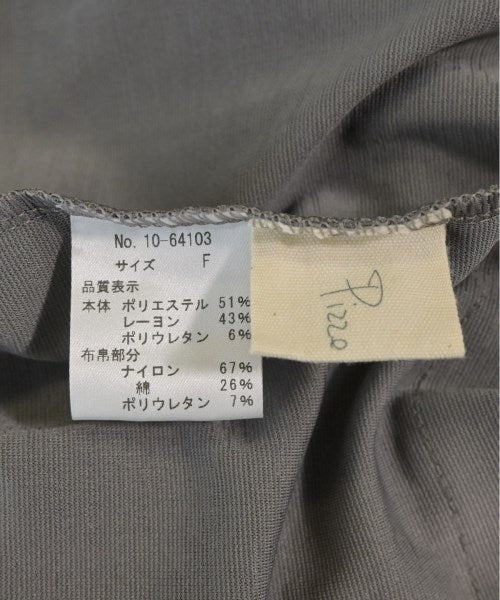 No. 10-64103
サイズ F
品質表示
本体 ポリエステル 51%
レーヨン 43%
ポリウレタン 6%
布帛部分
ナイロン 67%
綿 26%
ポリウレタン 7%
Pizzo